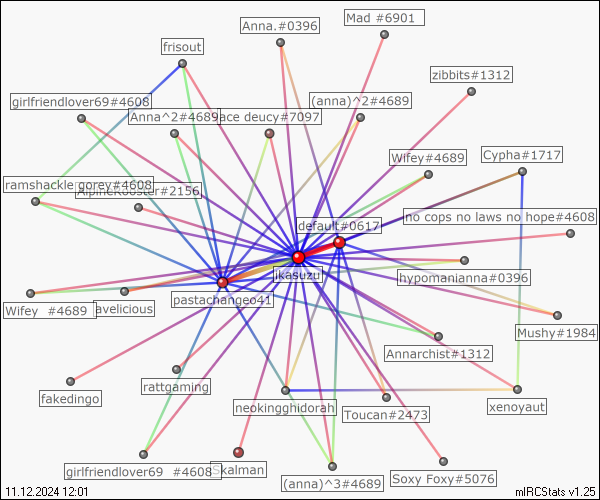 Mad #6901
Anna.#0396
frisout
zibbits#1312
girlfriendlover69#4608
(anna)^2#4689
Anna^2#4689
ace deucy#7097
Wifey#4689
Cypha#1717
ramshackle gorey#4608
AlpineRooster#2156
no cops no laws no hope#4608
default#0617
jkasuzu
hypomanianna#0396
pastachange041
Wifey #4689
avelicious
Mushy#1984
Annarchist#1312
rattgaming
fakedingo
neokingghidorah
Toucan#2473
xenoyaut
girlfriendlover69 #4608
Skalman
(anna)^3#4689
Soxy Foxy#5076
11.12.2024 12:01
mIRCStats v1.25